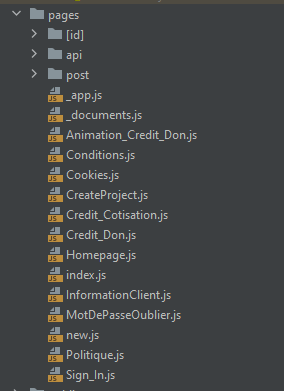 pages
[id]
api
post
_app.js
_documents.js
Animation_Credit_Don.js
Conditions.js
Cookies.js
CreateProject.js
Credit_Cotisation.js
Credit_Don.js
Homepage.js
index.js
InformationClient.js
MotDePasseOublier.js
new.js
Politique.js
Sign_In.js